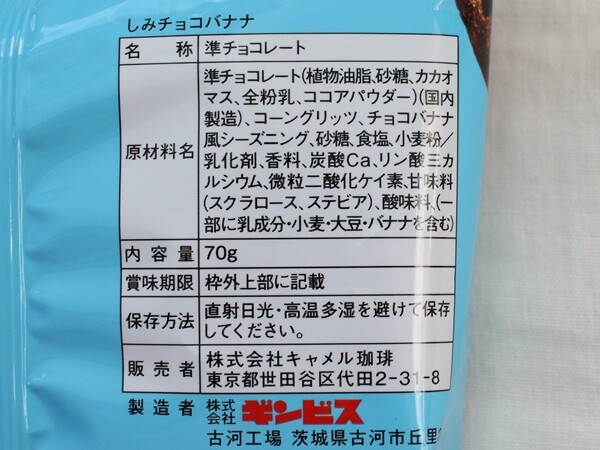 しみチョコバナナ
名称 準チョコレート
原材料名
準チョコレート(植物油脂、砂糖、カカオ
マス、全粉乳、ココアパウダー)(国内
製造)、コーングリッツ、チョコバナナ
風シーズニング、砂糖、食塩、小麦粉/
乳化剤、香料、炭酸Ca、リン酸三カ
ルシウム、微粒二酸化ケイ素、甘味料
(スクラロース、ステビア)、酸味料、(一
部に乳成分・小麦・大豆・バナナを含む)
内容量 70g
賞味期限 枠外上部に記載
保存方法
直射日光・高温多湿を避けて保存
してください。
販売者
株式会社キャメル珈琲
東京都世田谷区代田2-31-8
製造者 株式会社 ギンビス
古河工場 茨城県古河市丘里